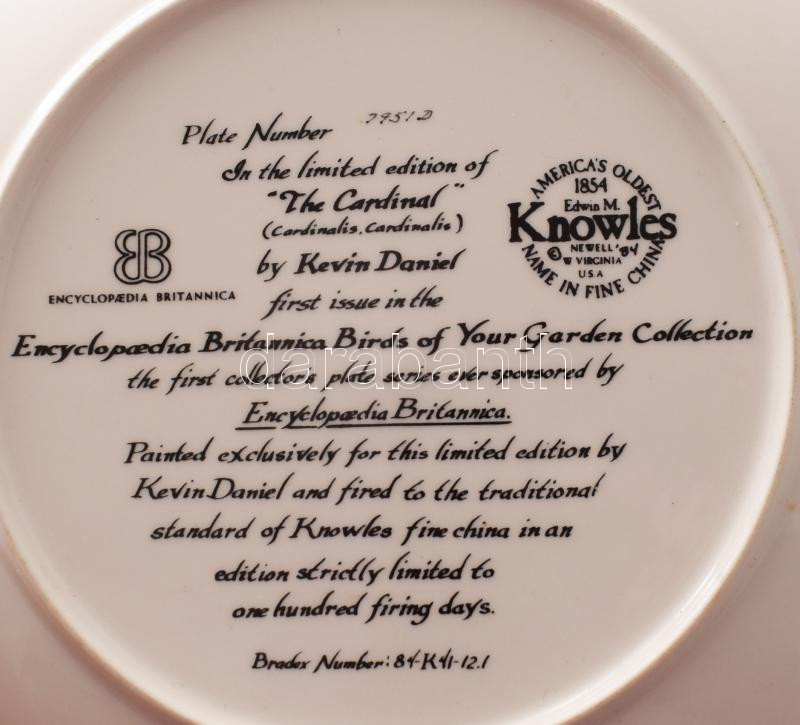 Plate Number 7951D
In the limited edition of
"The Cardinal"
(Cardinalis, Cardinalis)
by Kevin Daniel
first issue in the
Encyclopædia Britannica Birds of Your Garden Collection
the first collector's plate series ever sponsored by
Encyclopædia Britannica.
Painted exclusively for this limited edition by
Kevin Daniel and fired to the traditional
standard of Knowles fine china in an
edition strictly limited to
one hundred firing days.
Bradex Number: 84-K41-12.1
ENCYCLOPÆDIA BRITANNICA
AMERICA'S OLDEST
1854
Edwin M.
Knowles
NEWELL '84
© W VIRGINIA
U.S.A
NAME IN FINE CHINA
darabanth